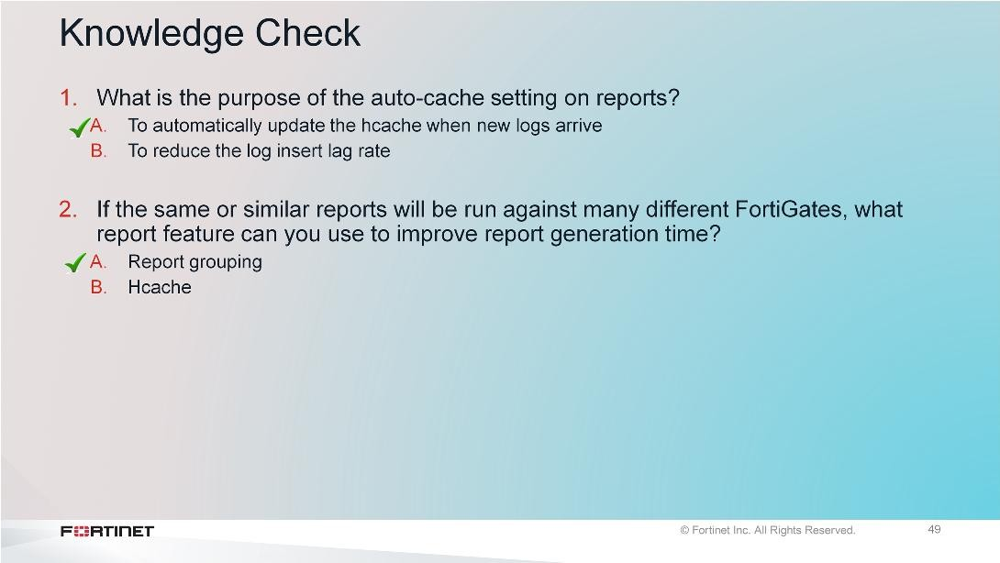 Knowledge Check
1. What is the purpose of the auto-cache setting on reports?
A. To automatically update the hcache when new logs arrive
B. To reduce the log insert lag rate
2. If the same or similar reports will be run against many different FortiGates, what
report feature can you use to improve report generation time?
A. Report grouping
B. Hcache
FORTINET
© Fortinet Inc. All Rights Reserved.
49